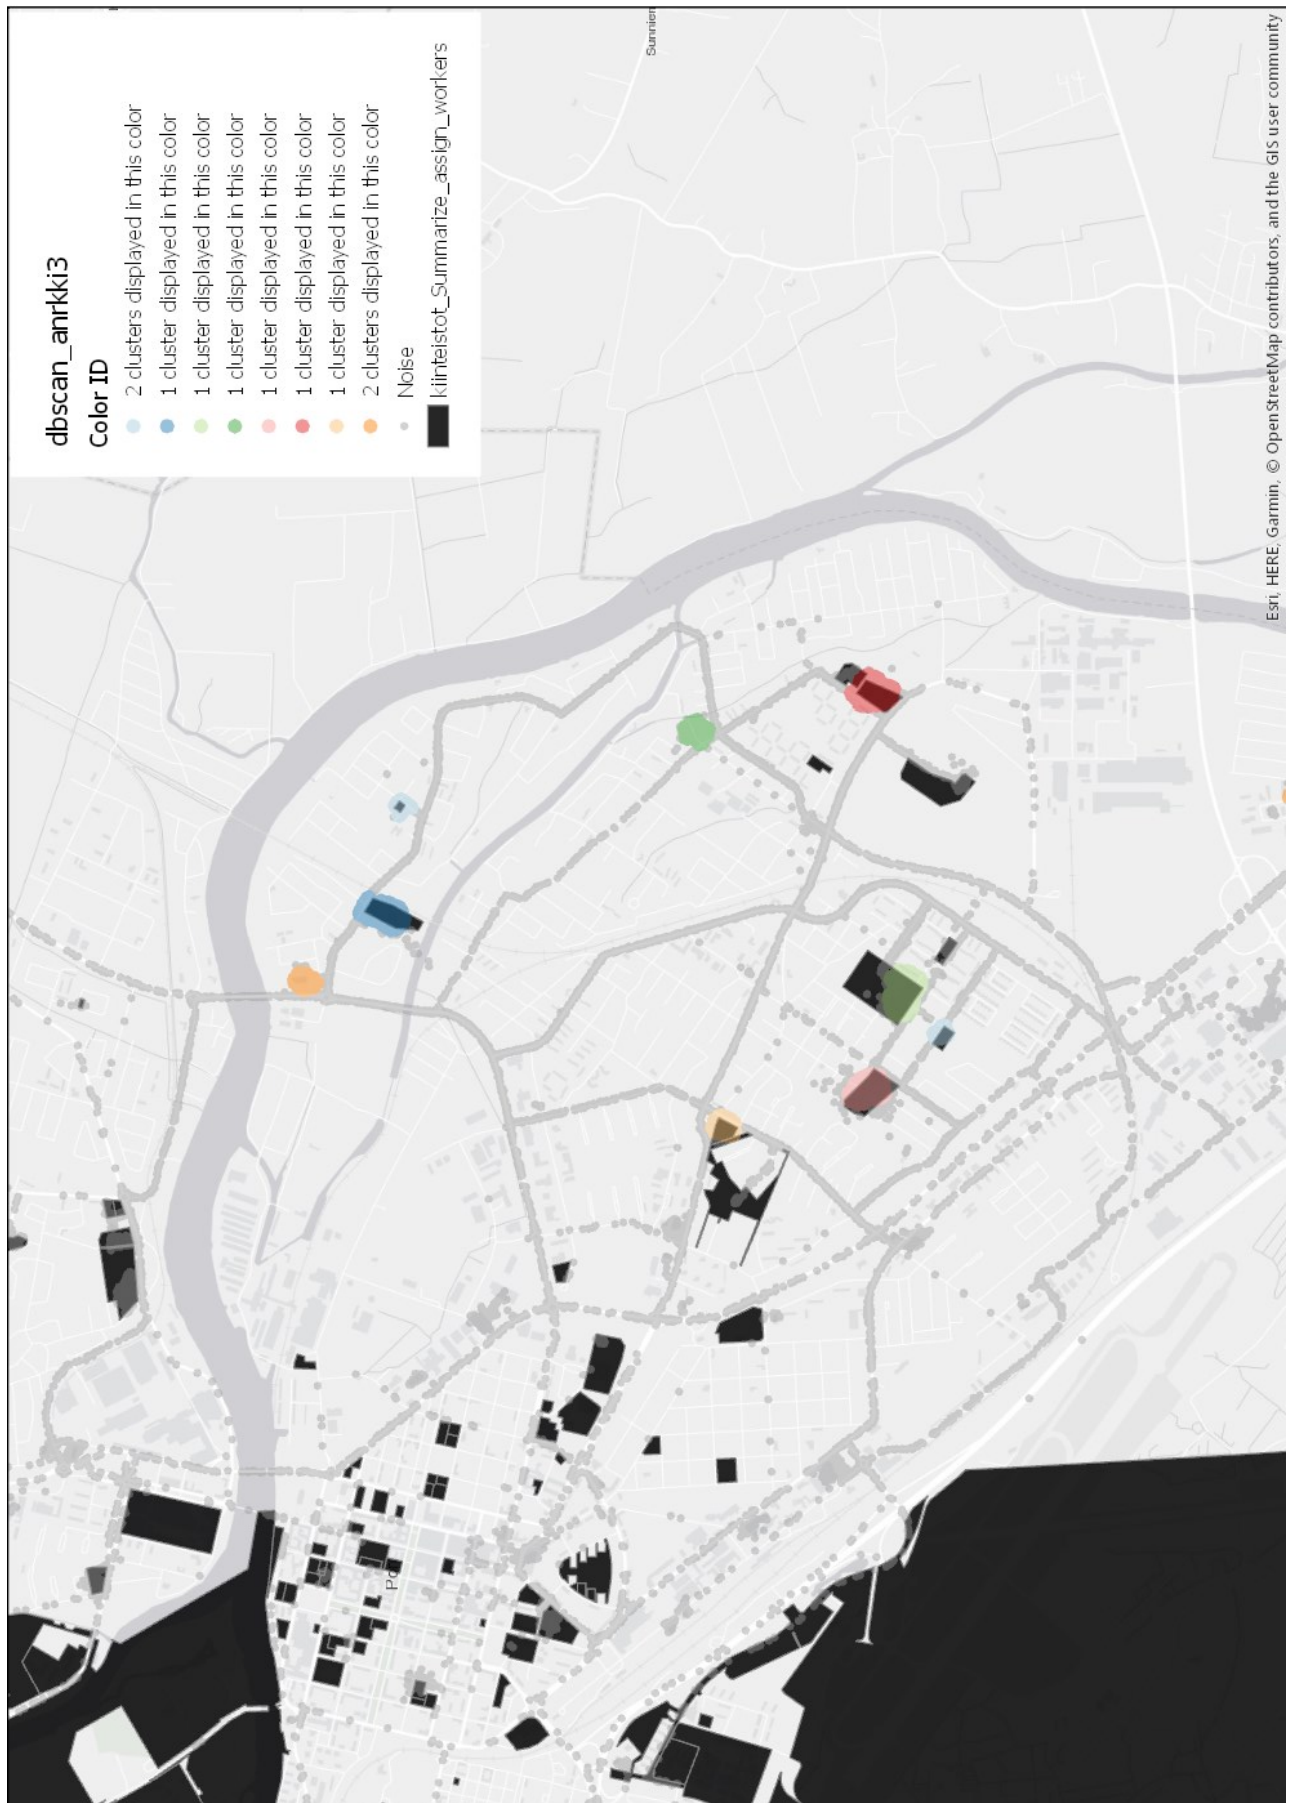 dbscan_anrkki3
Color ID
2 clusters displayed in this color
1 cluster displayed in this color
1 cluster displayed in this color
1 cluster displayed in this color
1 cluster displayed in this color
1 cluster displayed in this color
1 cluster displayed in this color
2 clusters displayed in this color
Noise
kiinteistot_Summarize_assign_workers
Sunnien
Po
Esri, HERE, Garmin, © OpenStreetMap contributors, and the GIS user community